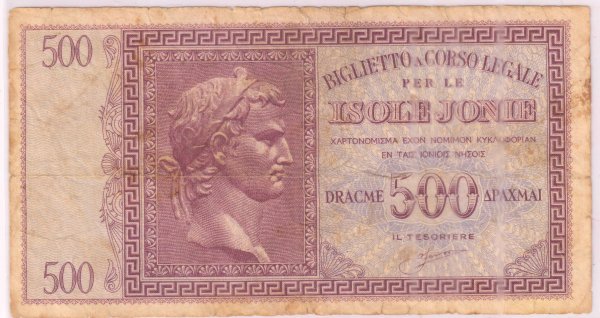 500
BIGLIETTO A CORSO LEGALE
PER LE
ISOLE JONIE
ΧΑΡΤΟΝΟΜΙΣΜΑ ΕΧΟΝ ΝΟΜΙΜΟΝ ΚΥΚΛΟΦΟΡΙΑΝ
ΕΝ ΤΑΙΣ ΙΟΝΙΟΙΣ ΝΗΣΟΙΣ
DRACME 500 ΔΡΑΧΜΑΙ
IL TESORIERE
500